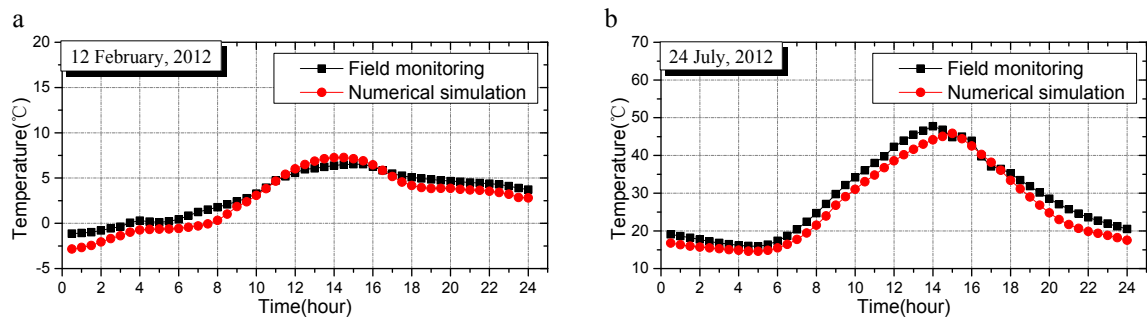 a
12 February, 2012
Field monitoring
Numerical simulation
Temperature(℃)
20
15
10
5
0
-5
0 2 4 6 8 10 12 14 16 18 20 22 24
Time(hour)
b
24 July, 2012
Field monitoring
Numerical simulation
Temperature(℃)
70
60
50
40
30
20
10
0 2 4 6 8 10 12 14 16 18 20 22 24
Time(hour)